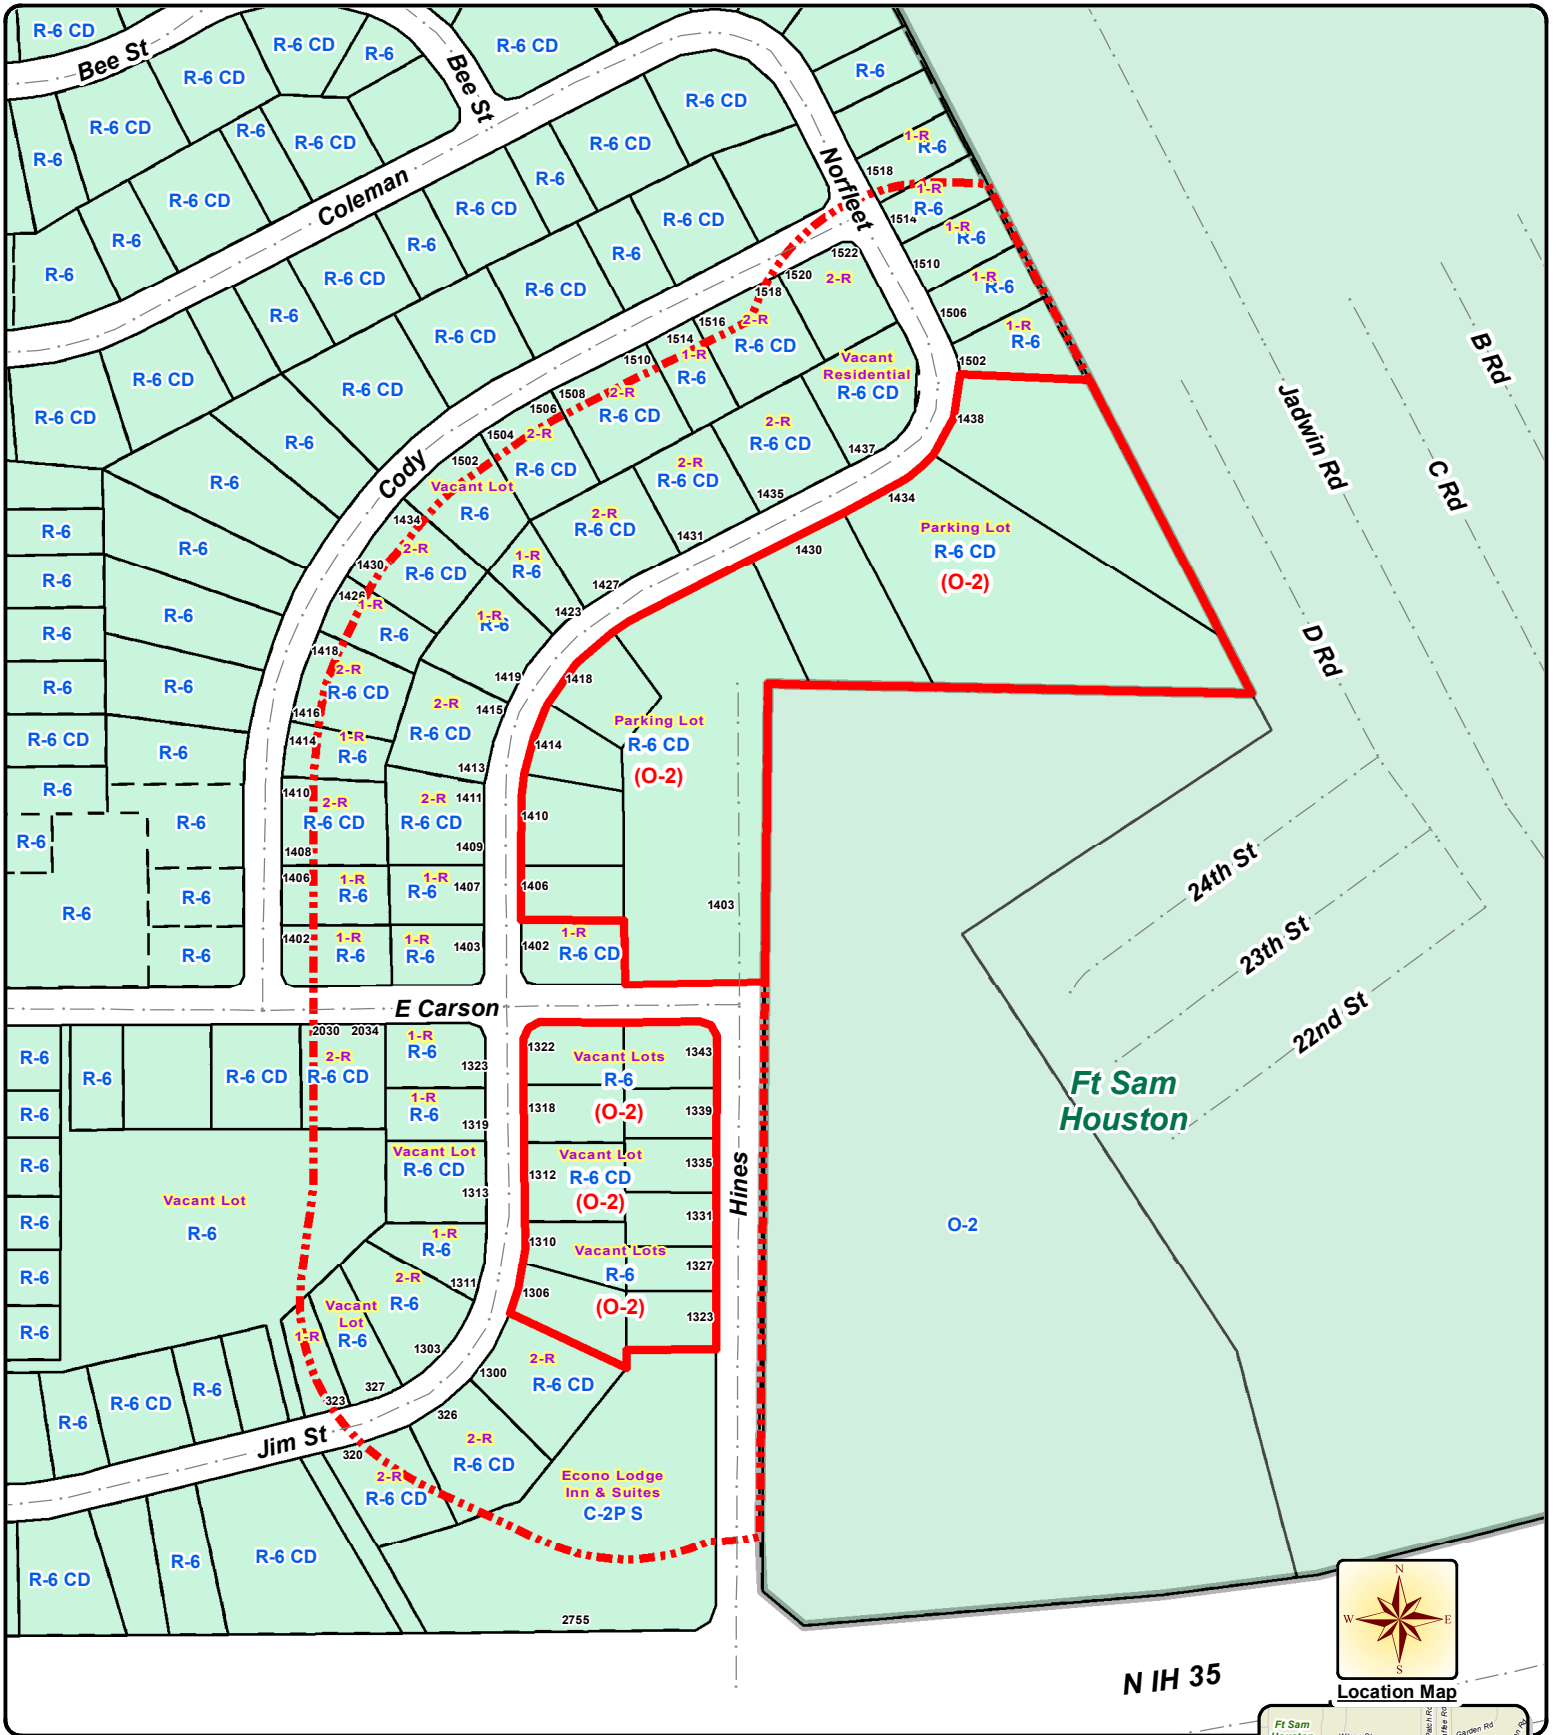 R-6 CD
Bee St
R-6 CD
R-6 CD
R-6
Bee St
R-6 CD
R-6
R-6 CD
R-6 CD
R-6
R-6 CD
R-6
R-6 CD
Norfleet
1-R
R-6
R-6
Coleman
R-6 CD
R-6 CD
R-6
1518
1-R
R-6
1514
1-R
R-6
R-6
R-6
R-6 CD
R-6
R-6 CD
R-6
R-6 CD
1522
1520
2-R
1518
1510
1-R
R-6
R-6
R-6 CD
R-6 CD
1516
2-R
R-6 CD
1514
1506
1-R
R-6
B Rd
R-6 CD
R-6 CD
R-6 CD
1510
1-R
R-6
Vacant
Residential
R-6 CD
1502
1508
2-R
R-6 CD
1506
1438
Jadwin Rd
C Rd
R-6
R-6
Cody
1504
2-R
R-6 CD
1502
2-R
R-6 CD
1437
2-R
R-6 CD
1435
1434
Vacant Lot
R-6
1434
2-R
R-6 CD
1431
1430
Parking Lot
R-6 CD
(O-2)
R-6
R-6
R-6
1430
2-R
R-6 CD
1-R
R-6
1427
1426
1-R
R-6
1-R
R-6
1423
D Rd
R-6
R-6
1418
2-R
R-6 CD
1419
1418
R-6
R-6
1416
2-R
R-6 CD
1415
Parking Lot
R-6 CD
(O-2)
R-6 CD
R-6
1414
1-R
R-6
1413
1414
R-6
R-6
1410
2-R
R-6 CD
1408
2-R
R-6 CD
1411
1409
1410
R-6
R-6
R-6
1406
1-R
R-6
1-R
R-6
1407
1406
1403
24th St
R-6
1402
1-R
R-6
1-R
R-6
1403
1402
1-R
R-6 CD
23th St
22nd St
E Carson
R-6
R-6
R-6 CD
2030
2034
2-R
R-6 CD
1-R
R-6
1323
1322
Vacant Lots
R-6
(O-2)
1343
Ft Sam
Houston
R-6
1-R
R-6
1319
1318
1339
R-6
Vacant Lot
R-6 CD
1313
1312
Vacant Lot
R-6 CD
(O-2)
1335
Hines
Vacant Lot
R-6
R-6
1331
O-2
R-6
1-R
R-6
1311
1310
Vacant Lots
R-6
(O-2)
1327
2-R
R-6
1306
1323
R-6
1-R
Vacant
Lot
R-6
1303
327
323
1300
2-R
R-6 CD
R-6
R-6 CD
R-6
326
Jim St
320
2-R
R-6 CD
2-R
R-6 CD
Econo Lodge
Inn & Suites
C-2P S
R-6 CD
R-6
R-6 CD
2755
N
W
E
S
N IH 35
Location Map
Ft Sam
Garden Rd